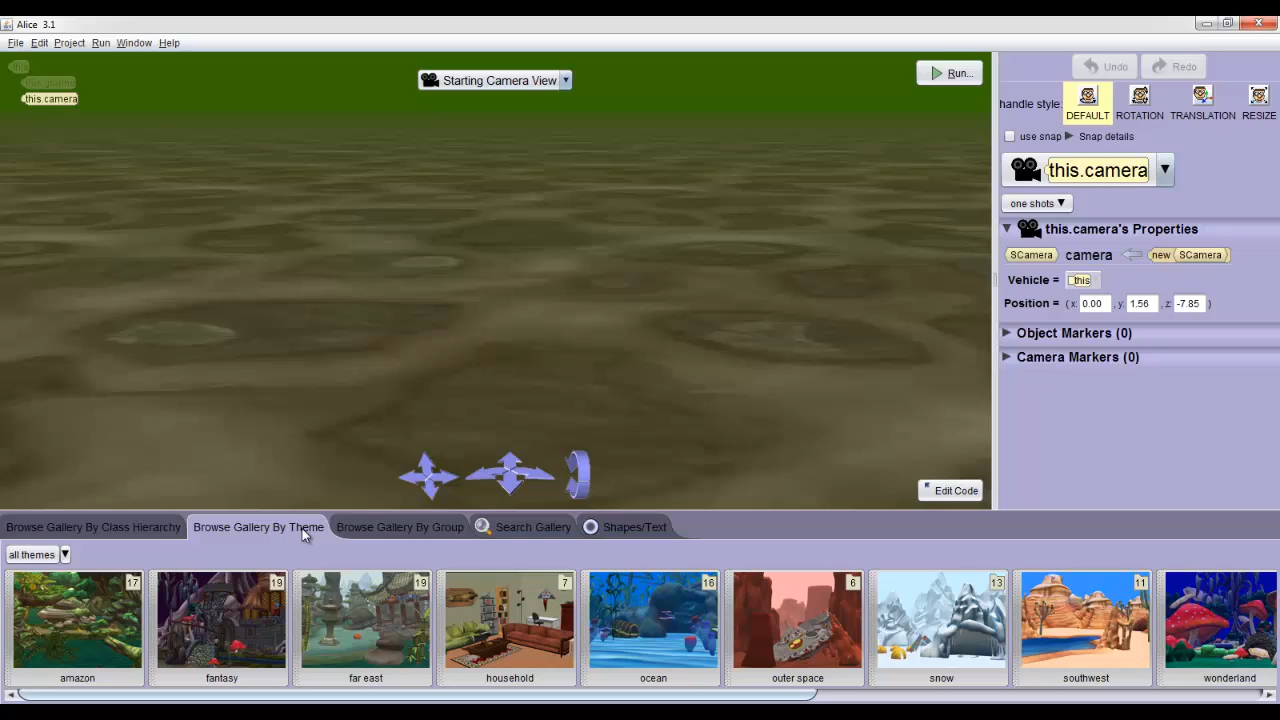 Alice 3.1
File Edit Project Run Window Help
this
this.ground
this.camera
Starting Camera View
Run...
Undo Redo
handle style: DEFAULT ROTATION TRANSLATION RESIZE
use snap Snap details
this.camera
one shots
this.camera's Properties
SCamera camera new SCamera
Vehicle = this
Position = ( x: 0.00 , y: 1.56 , z: -7.85 )
Object Markers (0)
Camera Markers (0)
Edit Code
Browse Gallery By Class Hierarchy Browse Gallery By Theme Browse Gallery By Group Search Gallery Shapes/Text
all themes
17 19 19 7 16 6 13 11
amazon fantasy far east household ocean outer space snow southwest wonderland